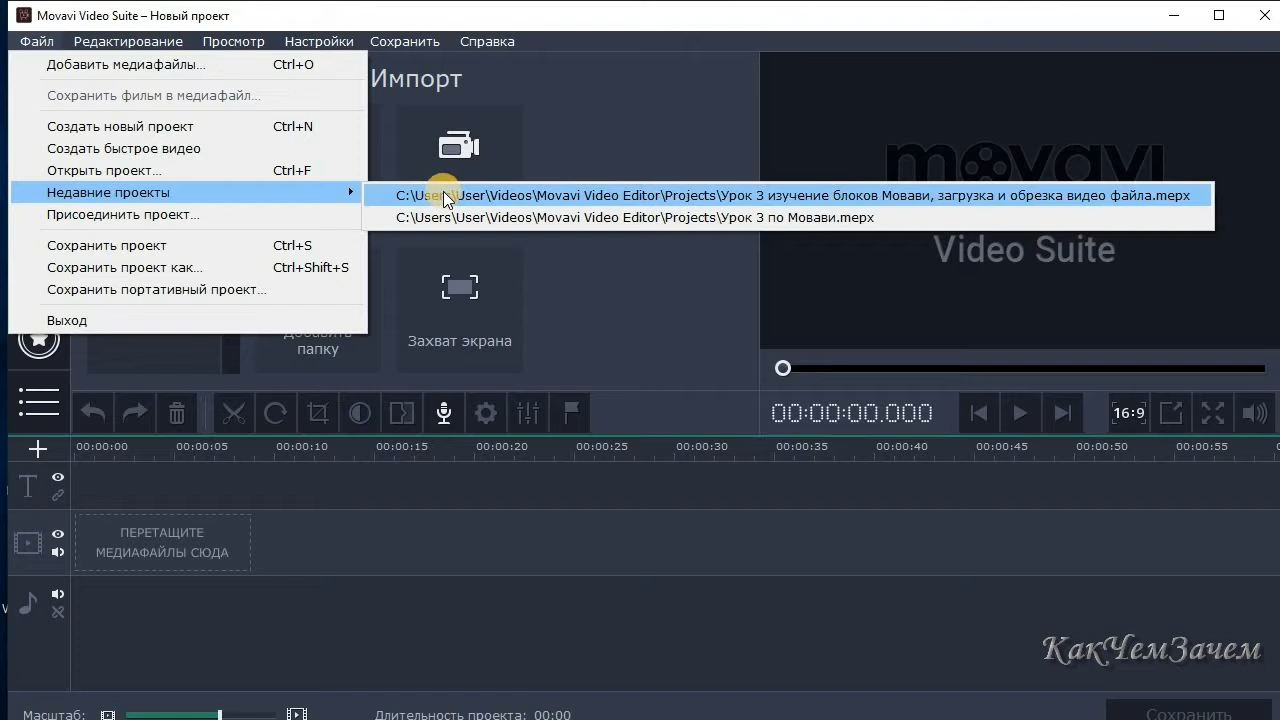 Movavi Video Suite – Новый проект
Файл Редактирование Просмотр Настройки Сохранить Справка
Добавить медиафайлы... Ctrl+O
Сохранить фильм в медиафайл...
Создать новый проект Ctrl+N
Создать быстрое видео
Открыть проект... Ctrl+F
Недавние проекты
Присоединить проект...
Сохранить проект Ctrl+S
Сохранить проект как... Ctrl+Shift+S
Сохранить портативный проект...
Выход
Импорт
C:\Users\User\Videos\Movavi Video Editor\Projects\Урок 3 изучение блоков Мовави, загрузка и обрезка видео файла.mepx
C:\Users\User\Videos\Movavi Video Editor\Projects\Урок 3 по Мовави.mepx
movavi
Video Suite
Добавить
папку
Захват экрана
00:00:00.000
16:9
00:00:00 00:00:05 00:00:10 00:00:15 00:00:20 00:00:25 00:00:30 00:00:35 00:00:40 00:00:45 00:00:50 00:00:55
ПЕРЕТАЩИТЕ
МЕДИАФАЙЛЫ СЮДА
КакЧемЗачем
Масштаб: Длительность проекта: 00:00
Сохранить